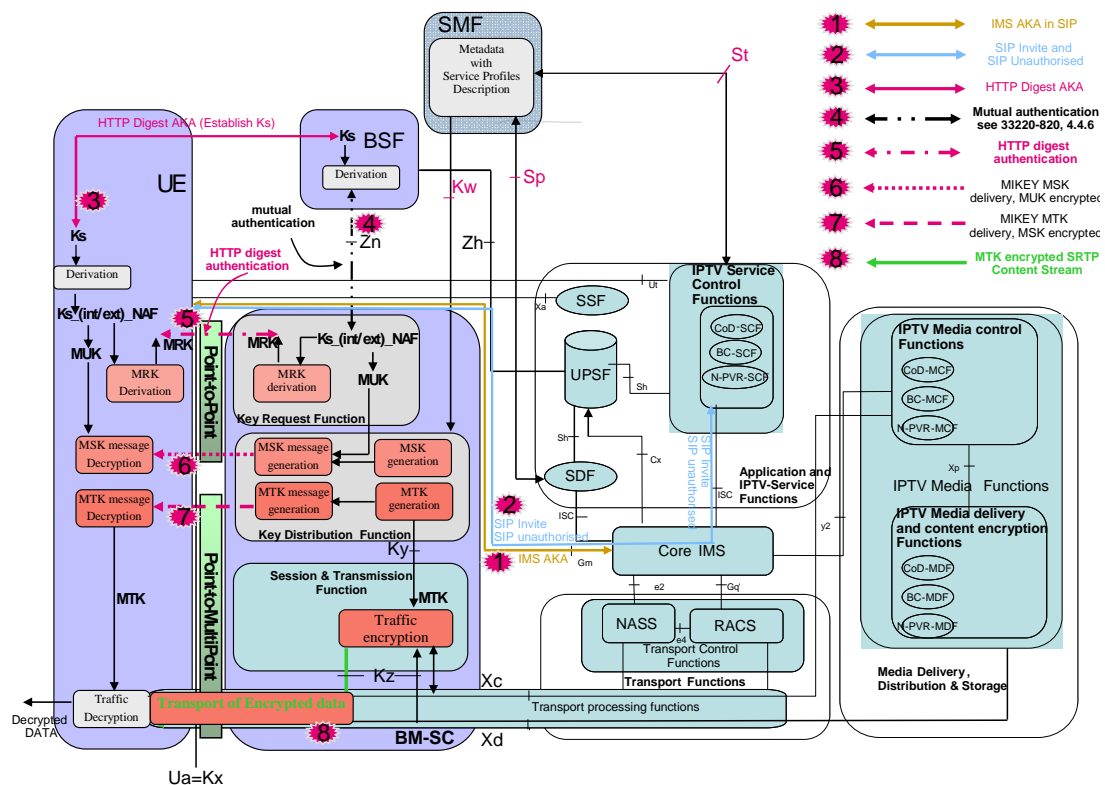 SMF
Metadata
with
Service Profiles
Description
St
1
IMS AKA in SIP
2
SIP Invite and
SIP Unauthorised
3
HTTP Digest AKA
4
Mutual authentication
see 33220-820, 4.4.6
5
HTTP digest
authentication
6
MIKEY MSK
delivery, MUK encrypted
7
MIKEY MTK
delivery, MSK encrypted
8
MTK encrypted SRTP
Content Stream
HTTP Digest AKA (Establish Ks)
Ks
BSF
Derivation
UE
3
Ks
Derivation
Kw
Sp
mutual
authentication
4
Zn
Zh
HTTP digest
authentication
Ks_(int/ext)_NAF
5
MUK
MRK
MRK
Derivation
MRK
Ks_(int/ext)_NAF
MRK
derivation
MUK
Key Request Function
Point-to-Point
Ut
Xa
SSF
UPSF
Sh
Sh
Cx
SDF
ISC
ISC
IPTV Service
Control
Functions
CoD-SCF
BC-SCF
N-PVR-SCF
SIP Invite
SIP unauthorised
Application and
IPTV-Service
Functions
IPTV Media control
Functions
CoD-MCF
BC-MCF
N-PVR-MCF
Xp
IPTV Media Functions
IPTV Media delivery
and content encryption
Functions
CoD-MDF
BC-MDF
N-PVR-MDF
Media Delivery,
Distribution & Storage
y2
MSK message
Decryption
6
MSK message
generation
MSK
generation
MTK message
Decryption
7
MTK message
generation
MTK
generation
Key Distribution Function
2
SIP Invite
SIP unauthorised
1
IMS AKA
Gm
Core IMS
e2
Gq'
Ky
Session & Transmission
Function
MTK
MTK
Traffic
encryption
Point-to-MultiPoint
NASS
e4
RACS
Transport Control
Functions
Transport Functions
Kz
Xc
Traffic
Decryption
Transport of Encrypted data
Transport processing functions
Decrypted
DATA
8
BM-SC
Xd
Ua=Kx